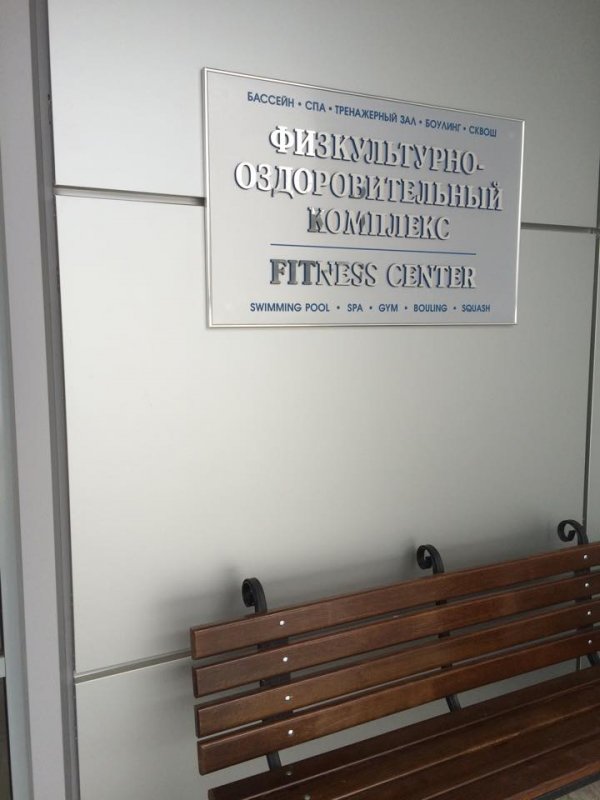 БАССЕЙН • СПА • ТРЕНАЖЕРНЫЙ ЗАЛ • БОУЛИНГ • СКВОШ
ФИЗКУЛЬТУРНО-
ОЗДОРОВИТЕЛЬНЫЙ
КОМПЛЕКС
FITNESS CENTER
SWIMMING POOL • SPA • GYM • BOULING • SQUASH